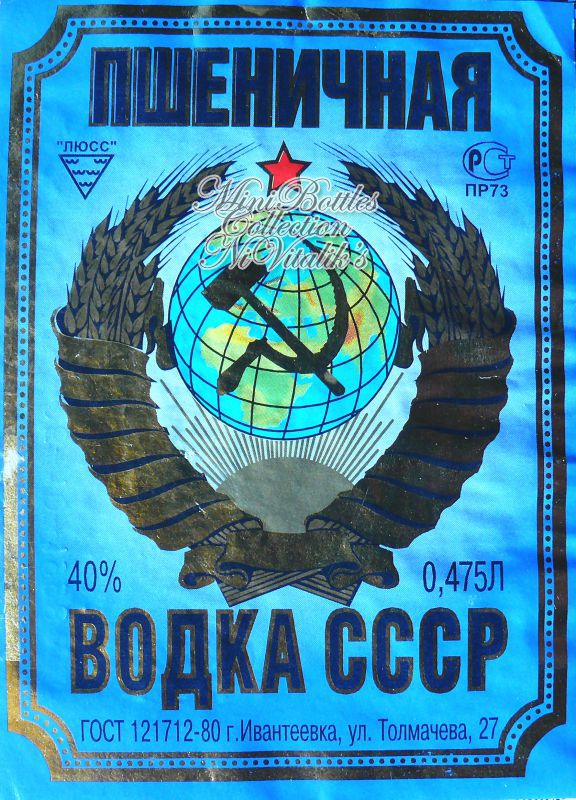 ПШЕНИЧНАЯ
"ЛЮСС"
РСТ
ПР73
Mini Bottles
Collection
NiVitalik's
40%
0,475Л
ВОДКА СССР
ГОСТ 121712-80 г.Ивантеевка, ул. Толмачева, 27